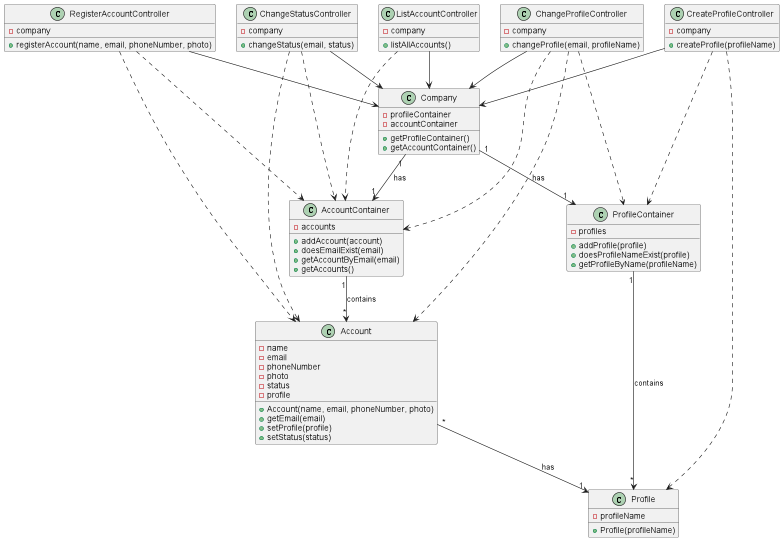 C RegisterAccountController
company
registerAccount(name, email, phoneNumber, photo)
C ChangeStatusController
company
changeStatus(email, status)
C ListAccountController
company
listAllAccounts()
C ChangeProfileController
company
changeProfile(email, profileName)
C CreateProfileController
company
createProfile(profileName)
C Company
profileContainer
accountContainer
getProfileContainer()
getAccountContainer()
1
1
has
has
1
1
C AccountContainer
accounts
addAccount(account)
doesEmailExist(email)
getAccountByEmail(email)
getAccounts()
C ProfileContainer
profiles
addProfile(profile)
doesProfileNameExist(profile)
getProfileByName(profileName)
1
contains
*
1
contains
*
C Account
name
email
phoneNumber
photo
status
profile
Account(name, email, phoneNumber, photo)
getEmail(email)
setProfile(profile)
setStatus(status)
*
has
1
C Profile
profileName
Profile(profileName)